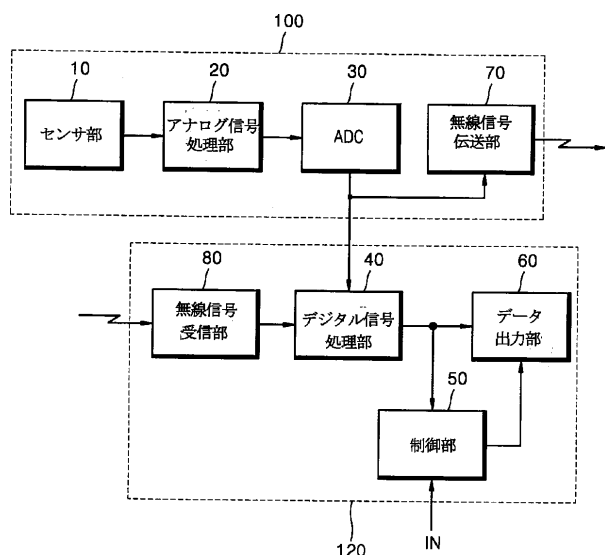 100
10
20
30
70
センサ部
アナログ信号
処理部
ADC
無線信号
伝送部
80
40
60
無線信号
受信部
デジタル信号
処理部
データ
出力部
50
制御部
IN
120